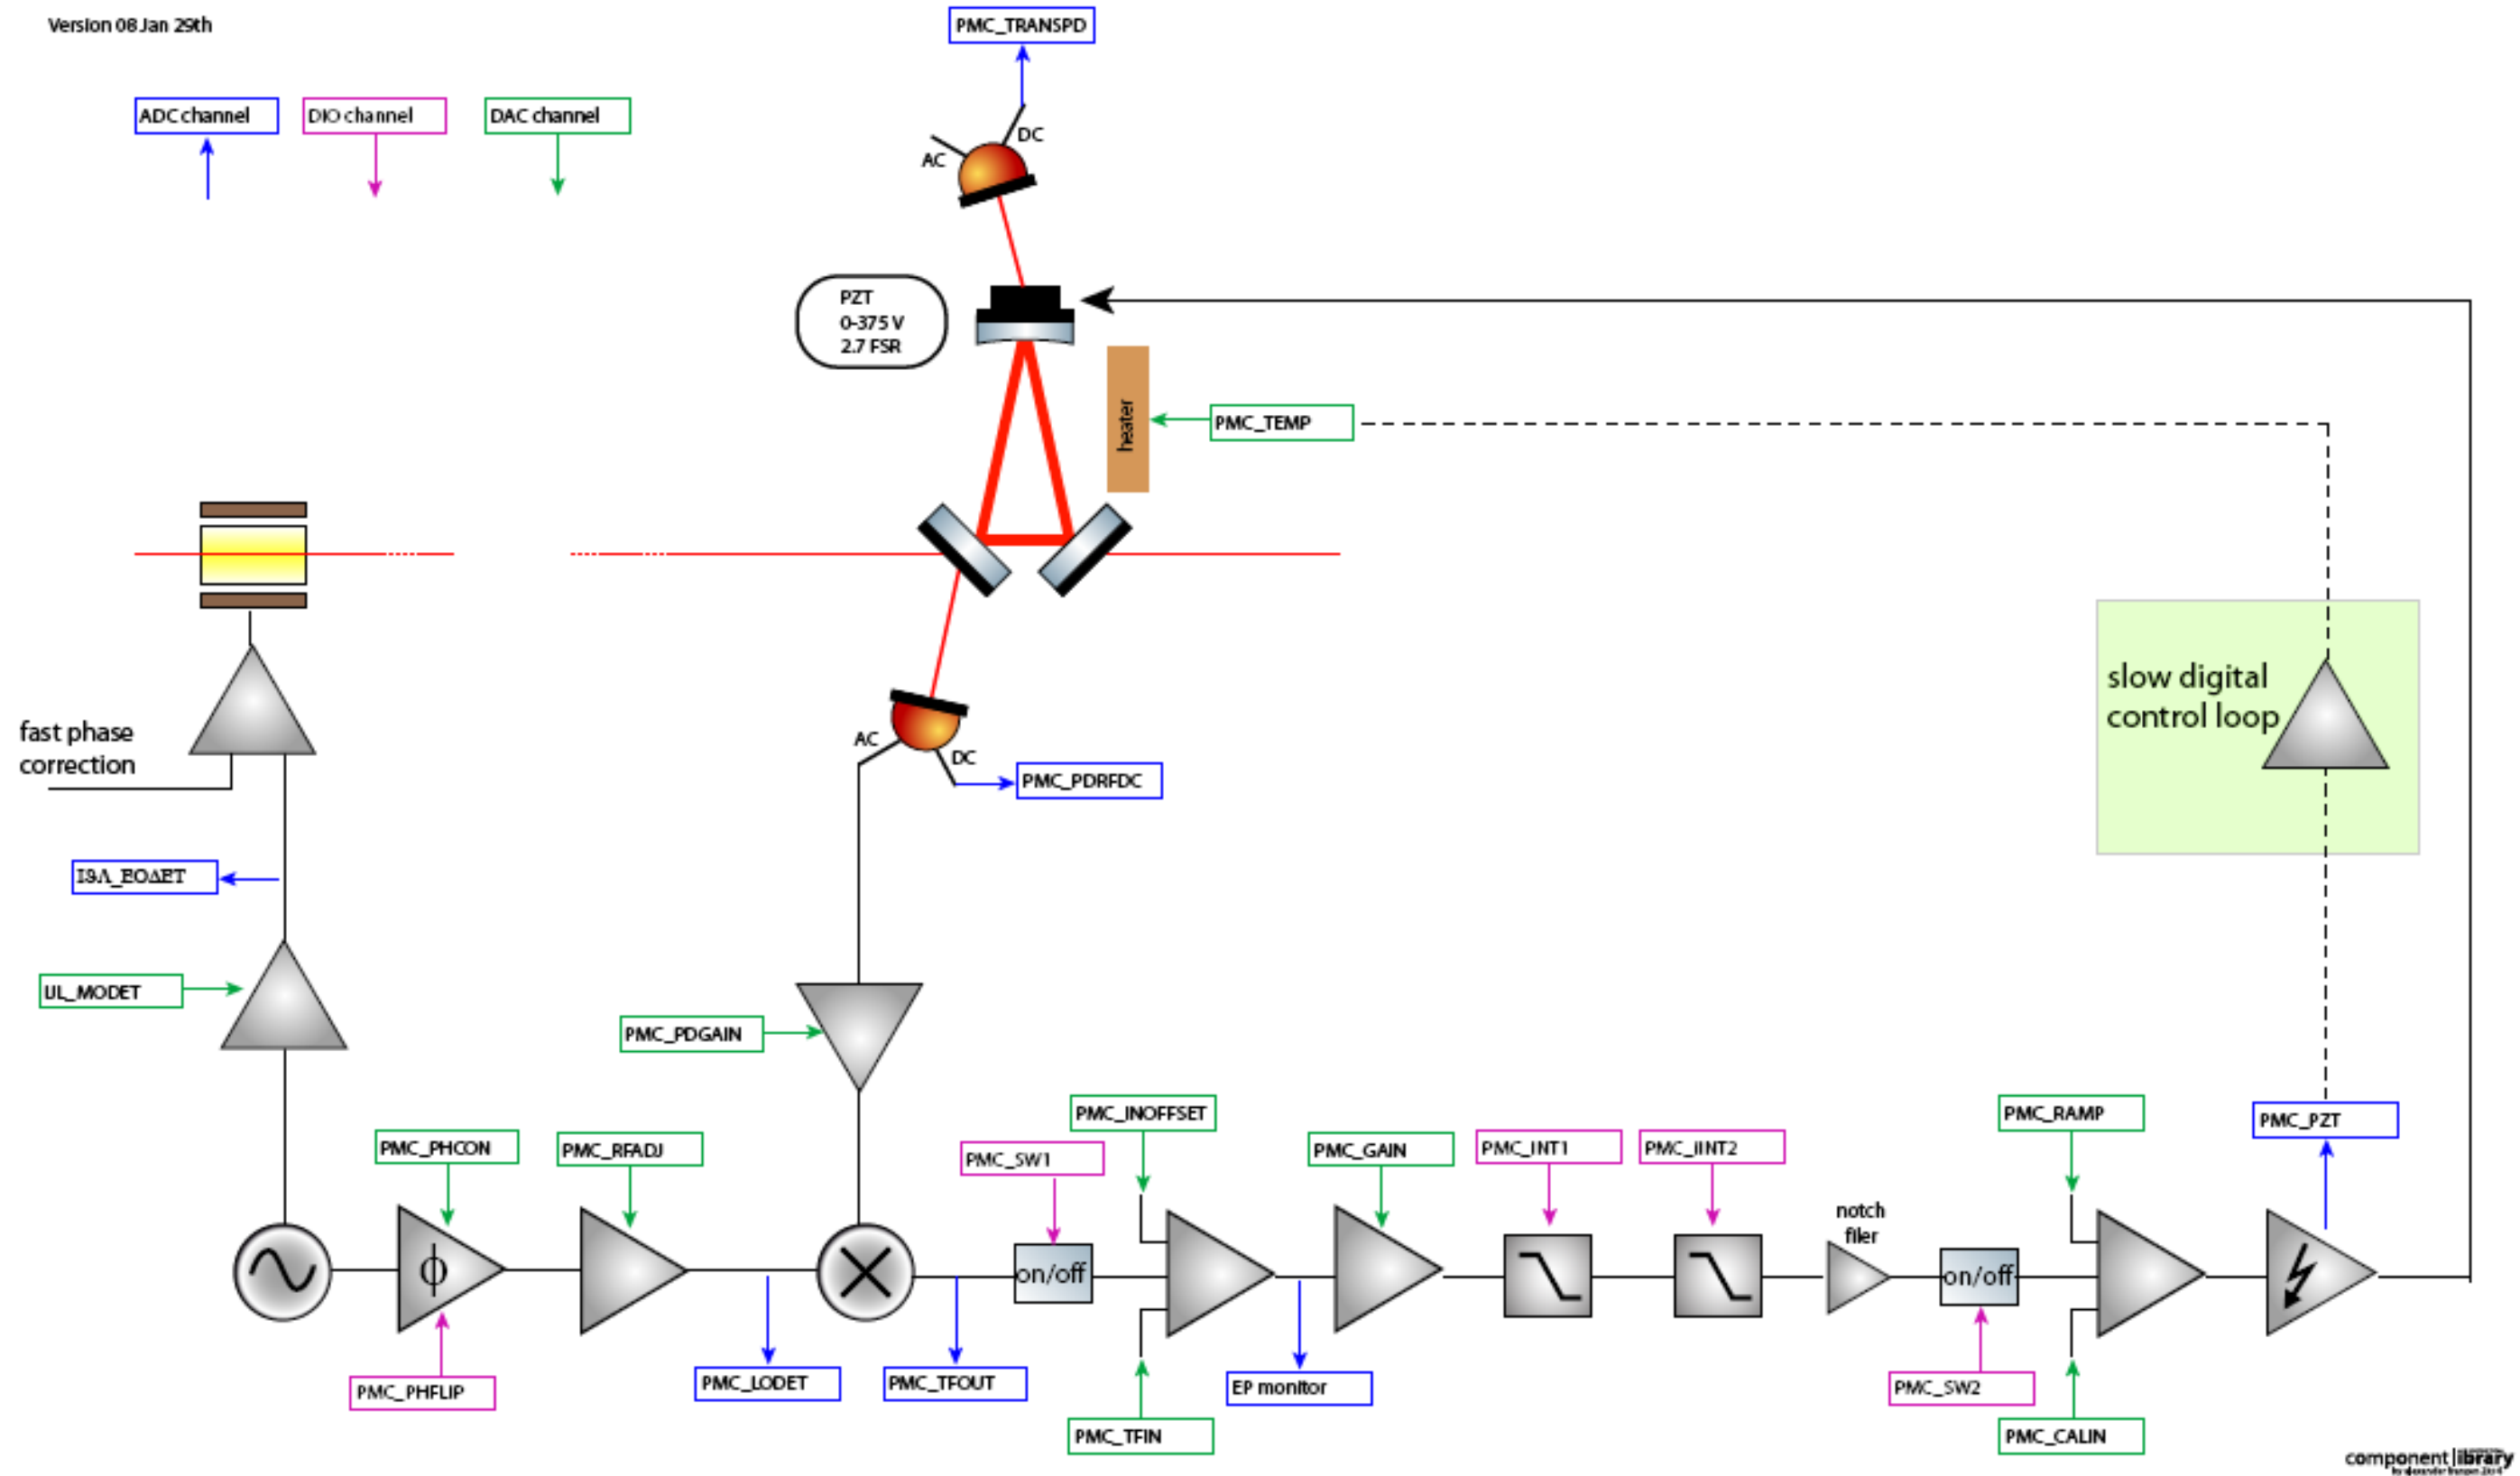 Version 08 Jan 29th
PMC_TRANSPD
ADC channel
DIO channel
DAC channel
DC
AC
PZT
0-375 V
2.7 FSR
heater
PMC_TEMP
slow digital
control loop
fast phase
correction
AC
DC
PMC_PDRFDC
ΙЭΛ_ΕΟΔΕΤ
IJL_MODET
PMC_PDGAIN
PMC_INOFFSET
PMC_RAMP
PMC_PZT
PMC_PHCON
PMC_RFADJ
PMC_SW1
PMC_GAIN
PMC_INT1
PMC_IINT2
notch
filer
ϕ
on/off
on/off
PMC_PHFLIP
PMC_LODET
PMC_TFOUT
EP monitor
PMC_SW2
PMC_TFIN
PMC_CALIN
component library